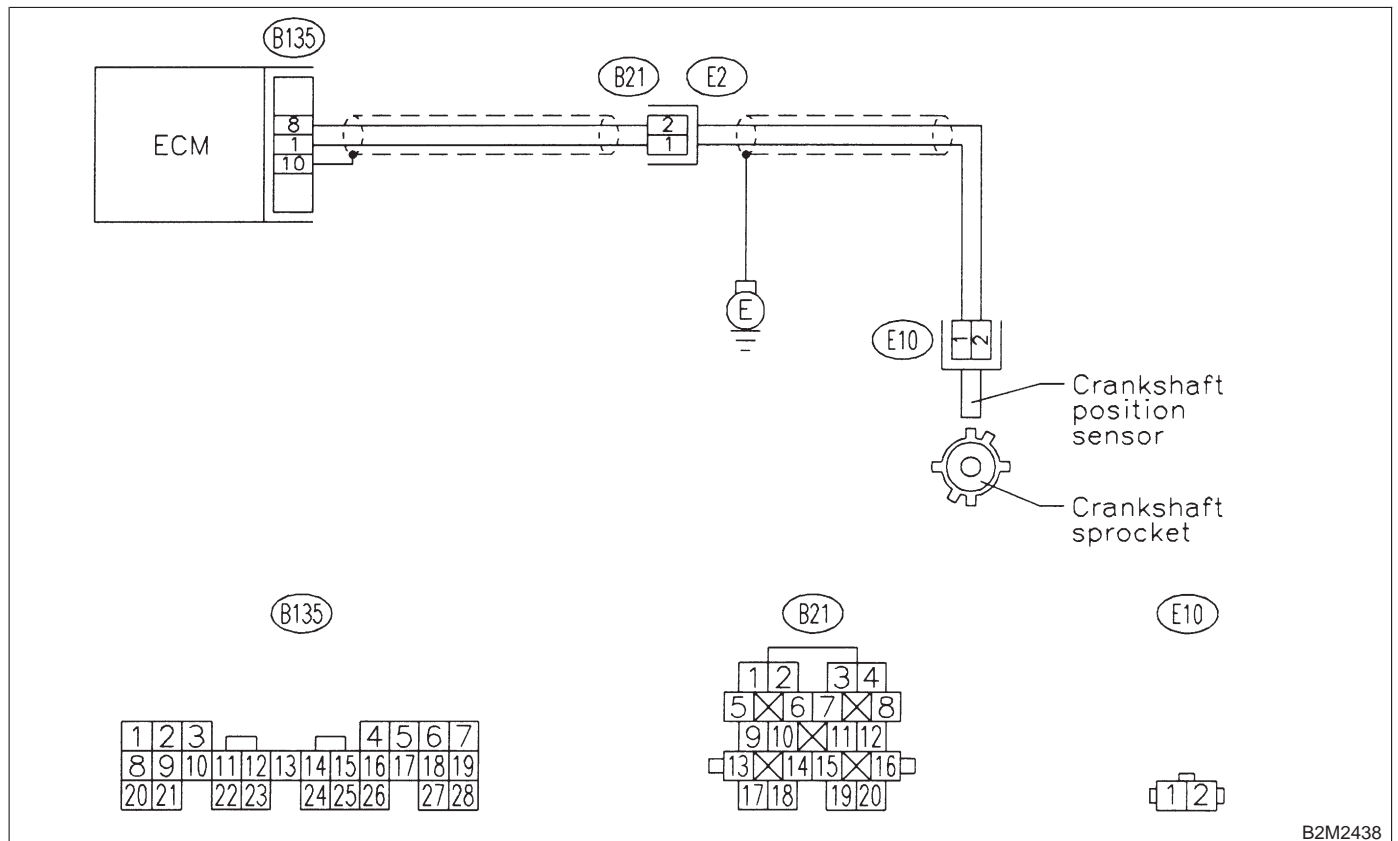 B135
B21 E2
ECM
8
1
10
2
1
E
E10
1 2
Crankshaft
position
sensor
Crankshaft
sprocket
B135
B21
E10
1 2 3 4 5 6 7
8 9 10 11 12 13 14 15 16 17 18 19
20 21 22 23 24 25 26 27 28
1 2 3 4
5 6 7 8
9 10 11 12
13 14 15 16
17 18 19 20
1 2
B2M2438